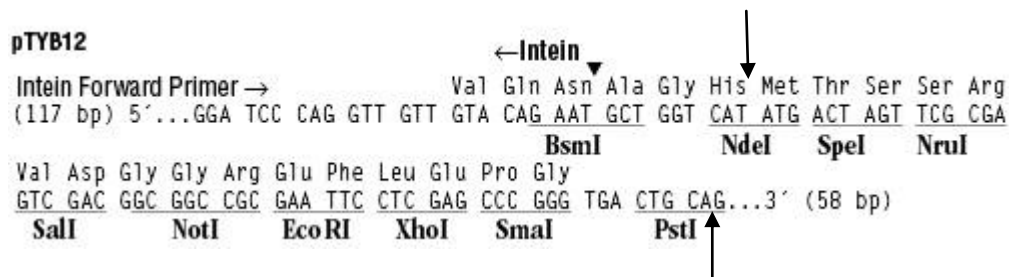 pTYB12
←Intein
Intein Forward Primer → Val Gln Asn Ala Gly His Met Thr Ser Ser Arg
(117 bp) 5´...GGA TCC CAG GTT GTT GTA CAG AAT GCT GGT CAT ATG ACT AGT TCG CGA
BsmI NdeI SpeI NruI
Val Asp Gly Gly Arg Glu Phe Leu Glu Pro Gly
GTC GAC GGC GGC CGC GAA TTC CTC GAG CCC GGG TGA CTG CAG...3´ (58 bp)
SalI NotI EcoRI XhoI SmaI PstI